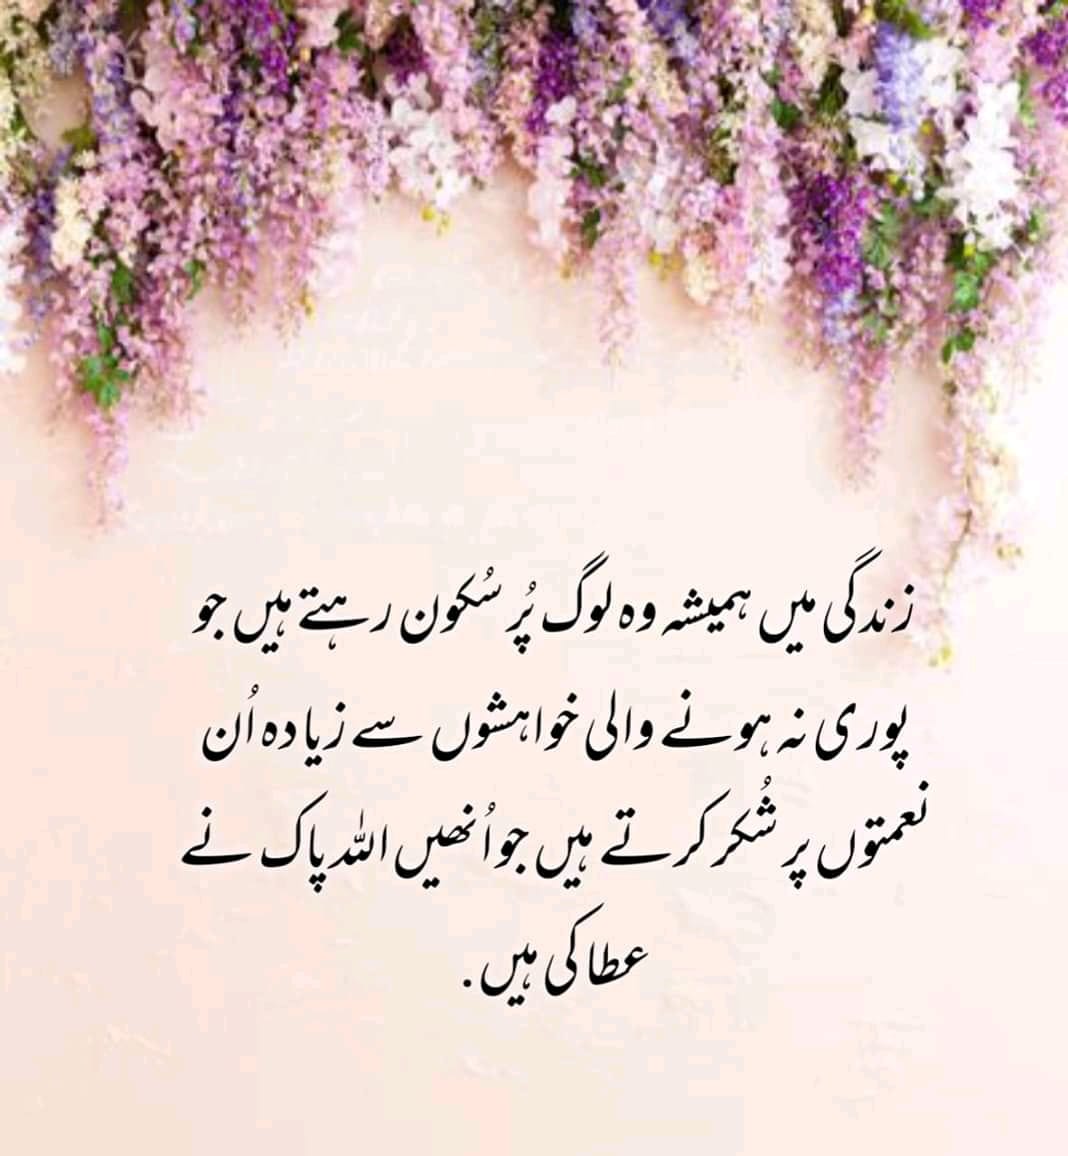 زندگی میں ہمیشہ وہ لوگ پُر سُکون رہتے ہیں جو
پوری نہ ہونے والی خواہشوں سے زیادہ اُن
نعمتوں پر شُکر کرتے ہیں جو اُنھیں اللہ پاک نے
عطا کی ہیں.